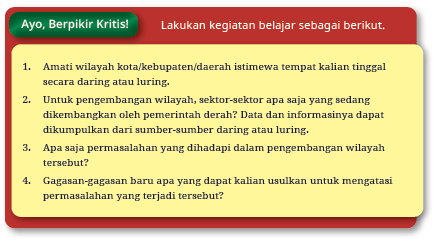 Ayo, Berpikir Kritis! Lakukan kegiatan belajar sebagai berikut.
1. Amati wilayah kota/kebupaten/daerah istimewa tempat kalian tinggal
secara daring atau luring.
2. Untuk pengembangan wilayah, sektor-sektor apa saja yang sedang
dikembangkan oleh pemerintah derah? Data dan informasinya dapat
dikumpulkan dari sumber-sumber daring atau luring.
3. Apa saja permasalahan yang dihadapi dalam pengembangan wilayah
tersebut?
4. Gagasan-gagasan baru apa yang dapat kalian usulkan untuk mengatasi
permasalahan yang terjadi tersebut?